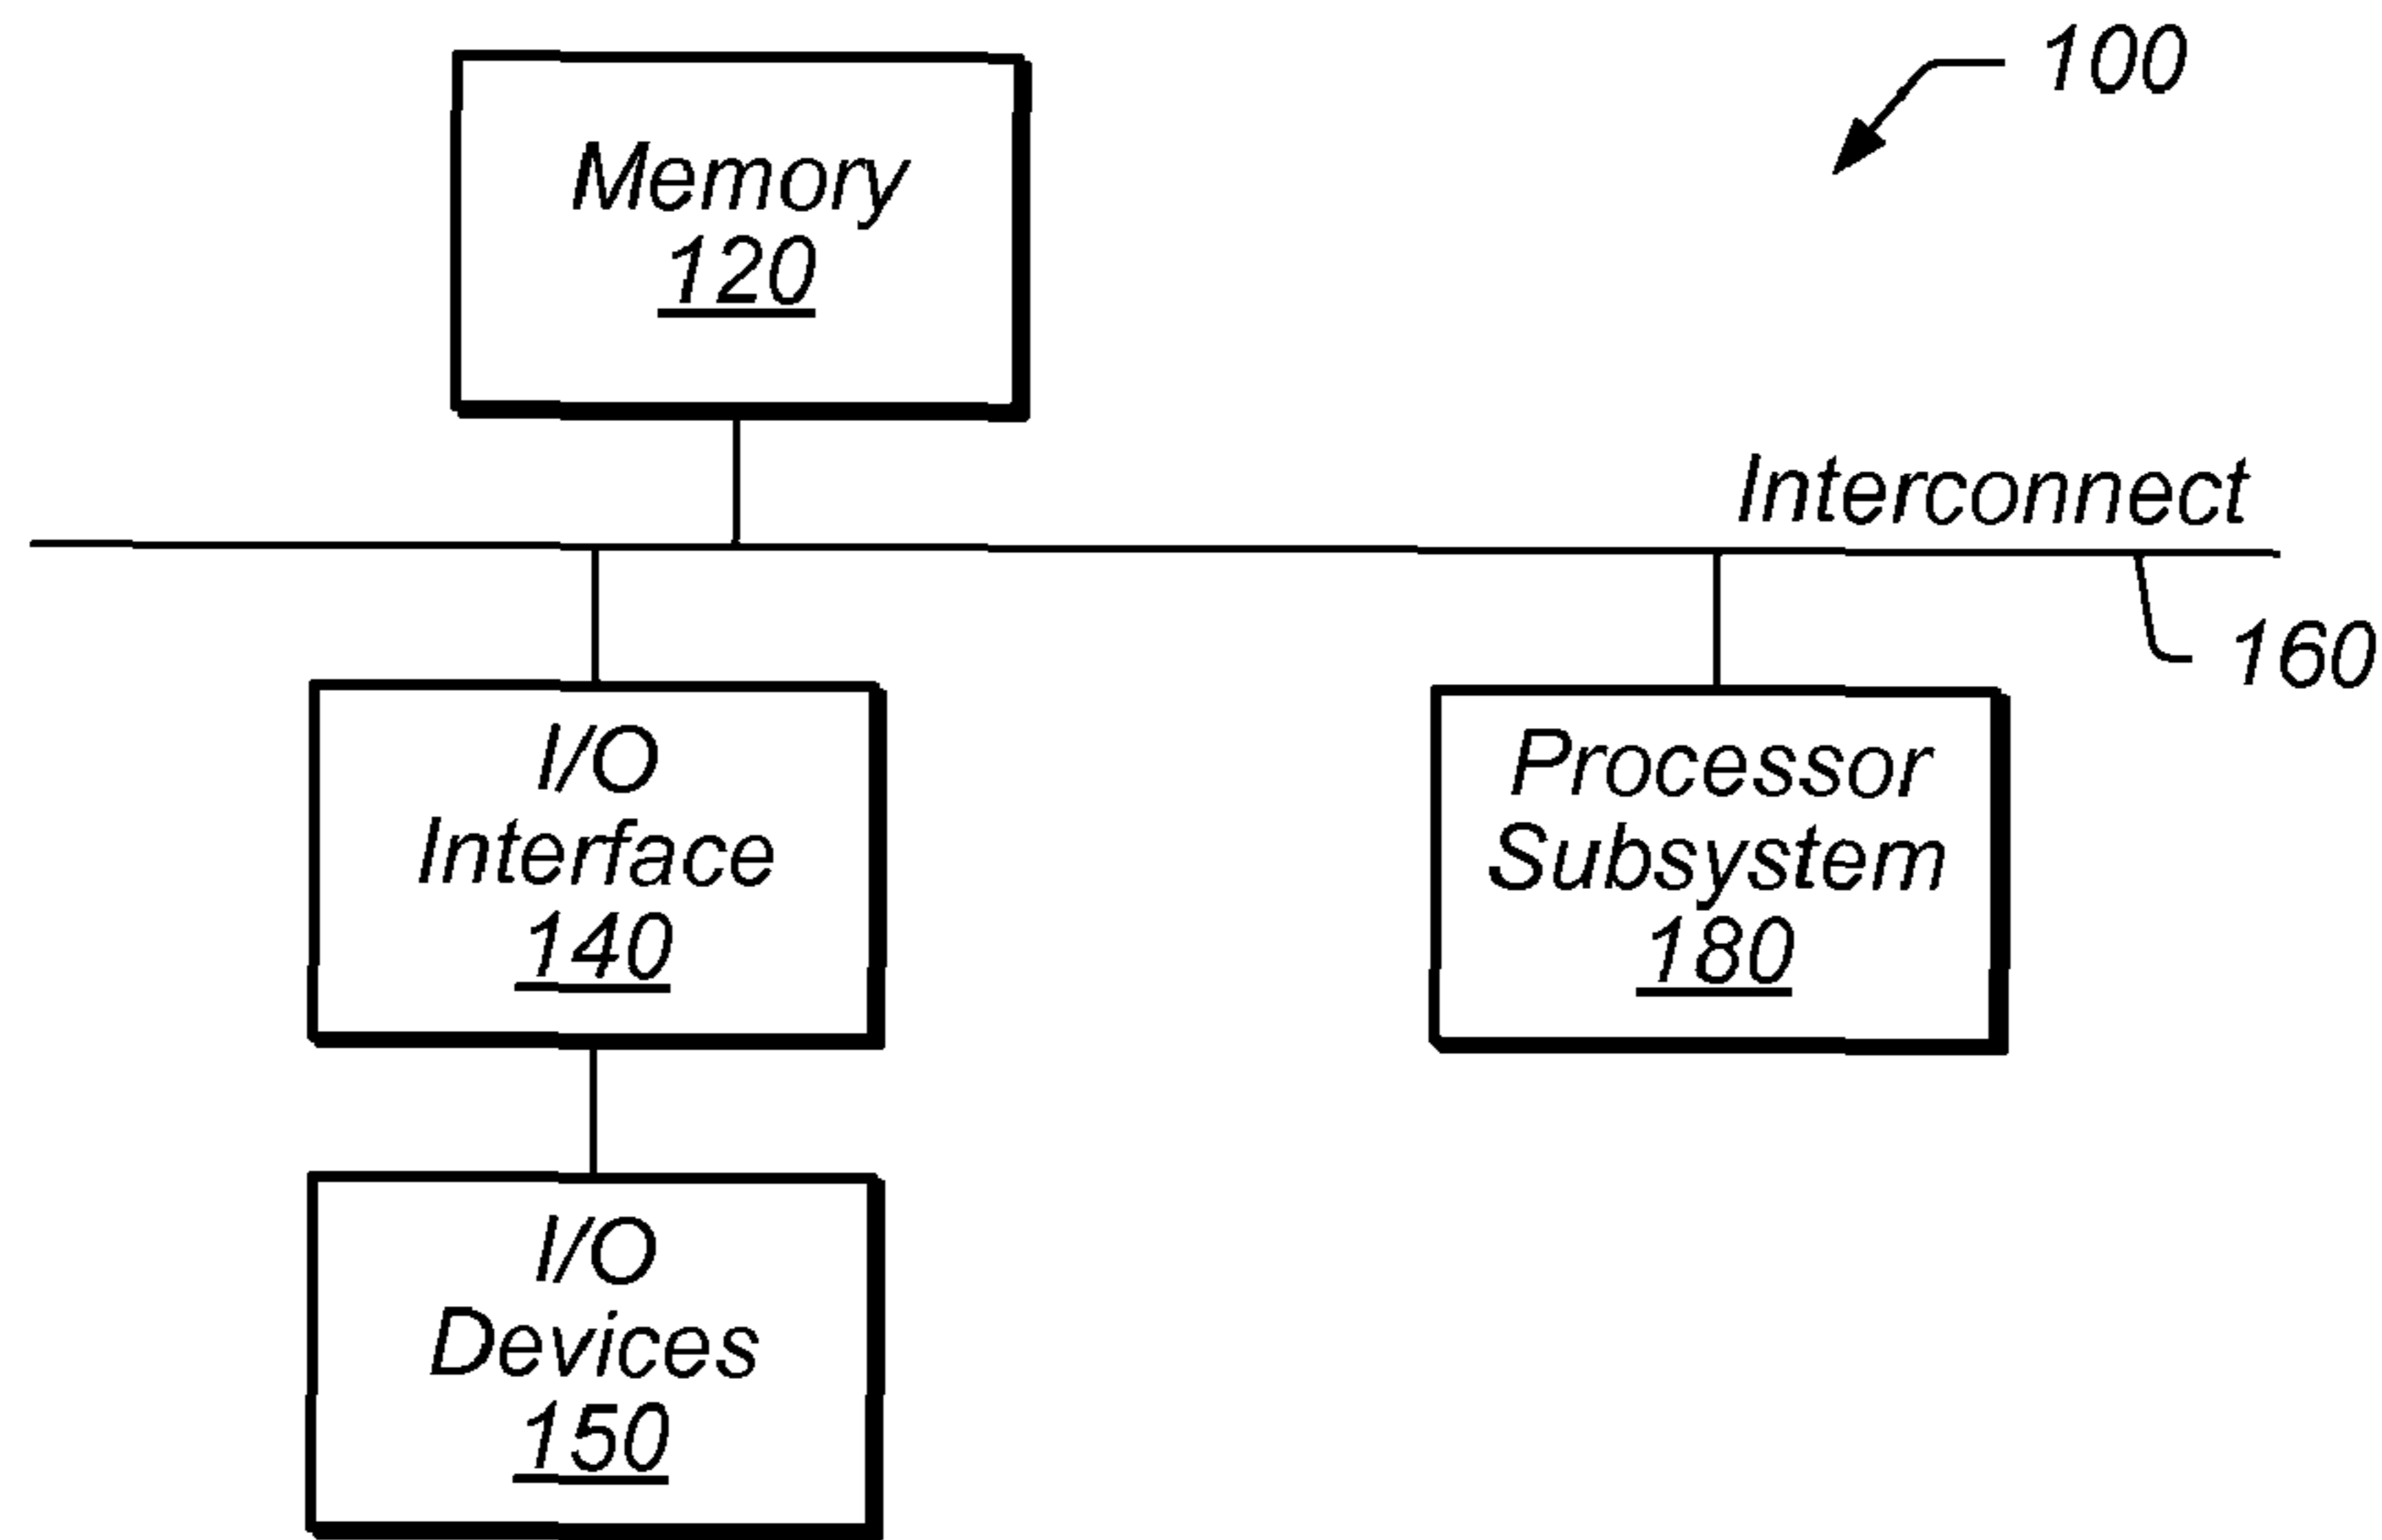 100
Memory
120
Interconnect
160
I/O
Interface
140
Processor
Subsystem
180
I/O
Devices
150